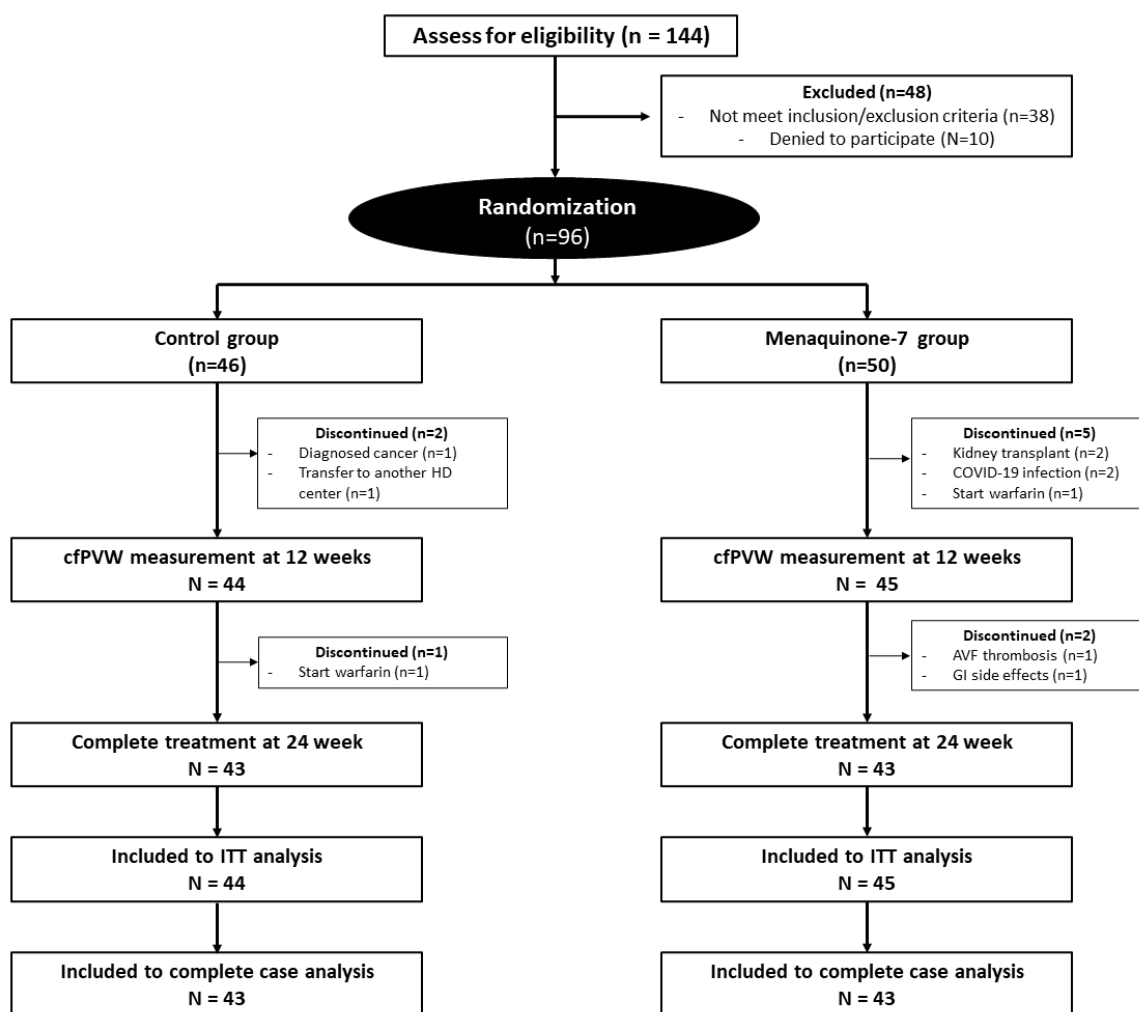 Assess for eligibility (n = 144)
Excluded (n=48)
- Not meet inclusion/exclusion criteria (n=38)
- Denied to participate (N=10)
Randomization
(n=96)
Control group
(n=46)
Menaquinone-7 group
(n=50)
Discontinued (n=2)
- Diagnosed cancer (n=1)
- Transfer to another HD
center (n=1)
Discontinued (n=5)
- Kidney transplant (n=2)
- COVID-19 infection (n=2)
- Start warfarin (n=1)
cfPVW measurement at 12 weeks
N = 44
cfPVW measurement at 12 weeks
N = 45
Discontinued (n=1)
- Start warfarin (n=1)
Discontinued (n=2)
- AVF thrombosis (n=1)
- GI side effects (n=1)
Complete treatment at 24 week
N = 43
Complete treatment at 24 week
N = 43
Included to ITT analysis
N = 44
Included to ITT analysis
N = 45
Included to complete case analysis
N = 43
Included to complete case analysis
N = 43